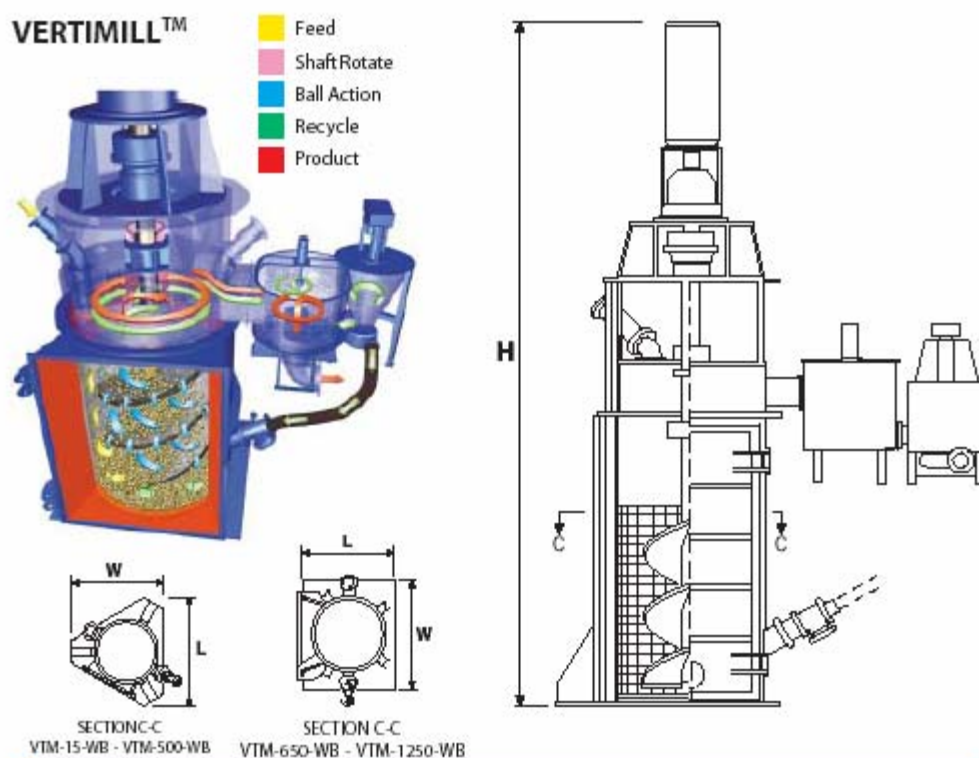 VERTIMILL™
Feed
Shaft Rotate
Ball Action
Recycle
Product
H
C C
W
L
SECTIONC-C
VTM-15-WB - VTM-500-WB
L
W
SECTION C-C
VTM-650-WB - VTM-1250-WB